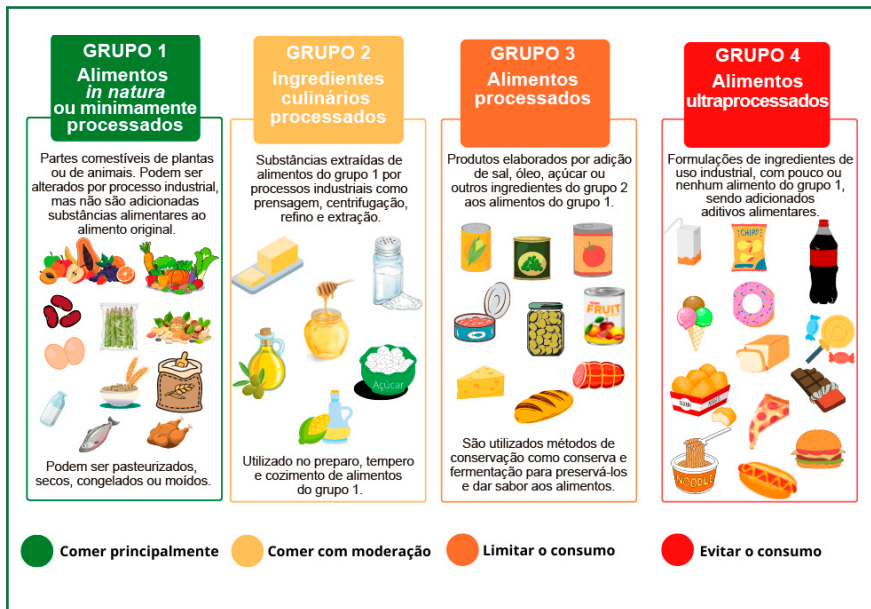 GRUPO 1
Alimentos
in natura
ou minimamente
processados
Partes comestíveis de plantas
ou de animais. Podem ser
alterados por processo industrial,
mas não são adicionadas
substâncias alimentares ao
alimento original.
Podem ser pasteurizados,
secos, congelados ou moídos.
GRUPO 2
Ingredientes
culinários
processados
Substâncias extraídas de
alimentos do grupo 1 por
processos industriais como
prensagem, centrifugação,
refino e extração.
Açúcar
Utilizado no preparo, tempero
e cozimento de alimentos
do grupo 1.
GRUPO 3
Alimentos
processados
Produtos elaborados por adição
de sal, óleo, açúcar ou
outros ingredientes do grupo 2
aos alimentos do grupo 1.
FRUIT
São utilizados métodos de
conservação como conserva e
fermentação para preservá-los
e dar sabor aos alimentos.
GRUPO 4
Alimentos
ultraprocessados
Formulações de ingredientes de
uso industrial, com pouco ou
nenhum alimento do grupo 1,
sendo adicionados
aditivos alimentares.
CHIPS
NOODLE
Comer principalmente
Comer com moderação
Limitar o consumo
Evitar o consumo